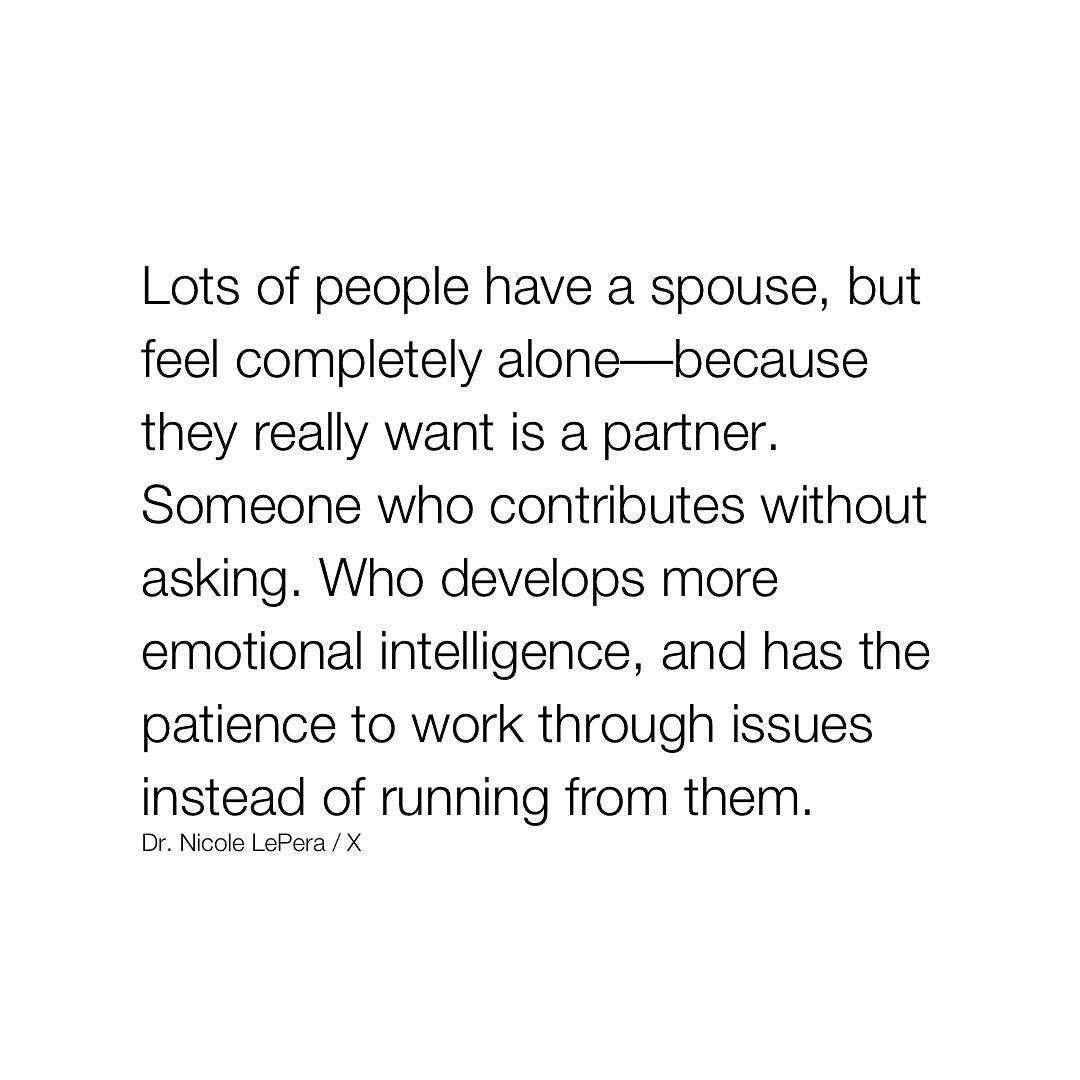 Lots of people have a spouse, but
feel completely alone—because
they really want is a partner.
Someone who contributes without
asking. Who develops more
emotional intelligence, and has the
patience to work through issues
instead of running from them.
Dr. Nicole LePera / X